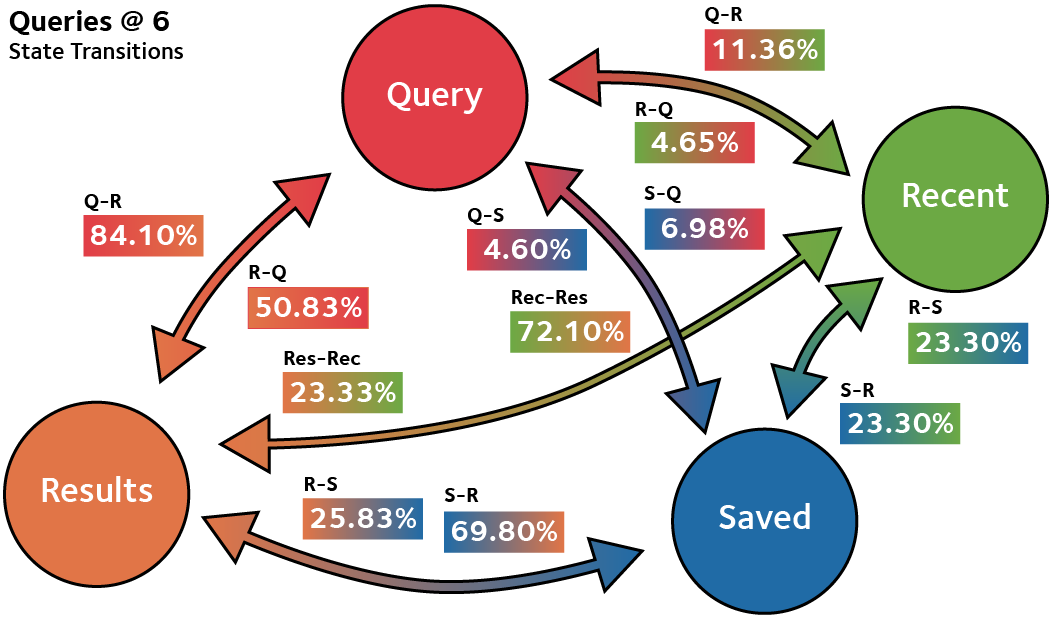 Queries @ 6
State Transitions
Query
Q-R
11.36%
R-Q
4.65%
Recent
Q-R
84.10%
Q-S
4.60%
S-Q
6.98%
R-Q
50.83%
Rec-Res
72.10%
R-S
23.30%
Res-Rec
23.33%
S-R
23.30%
Results
R-S
25.83%
S-R
69.80%
Saved